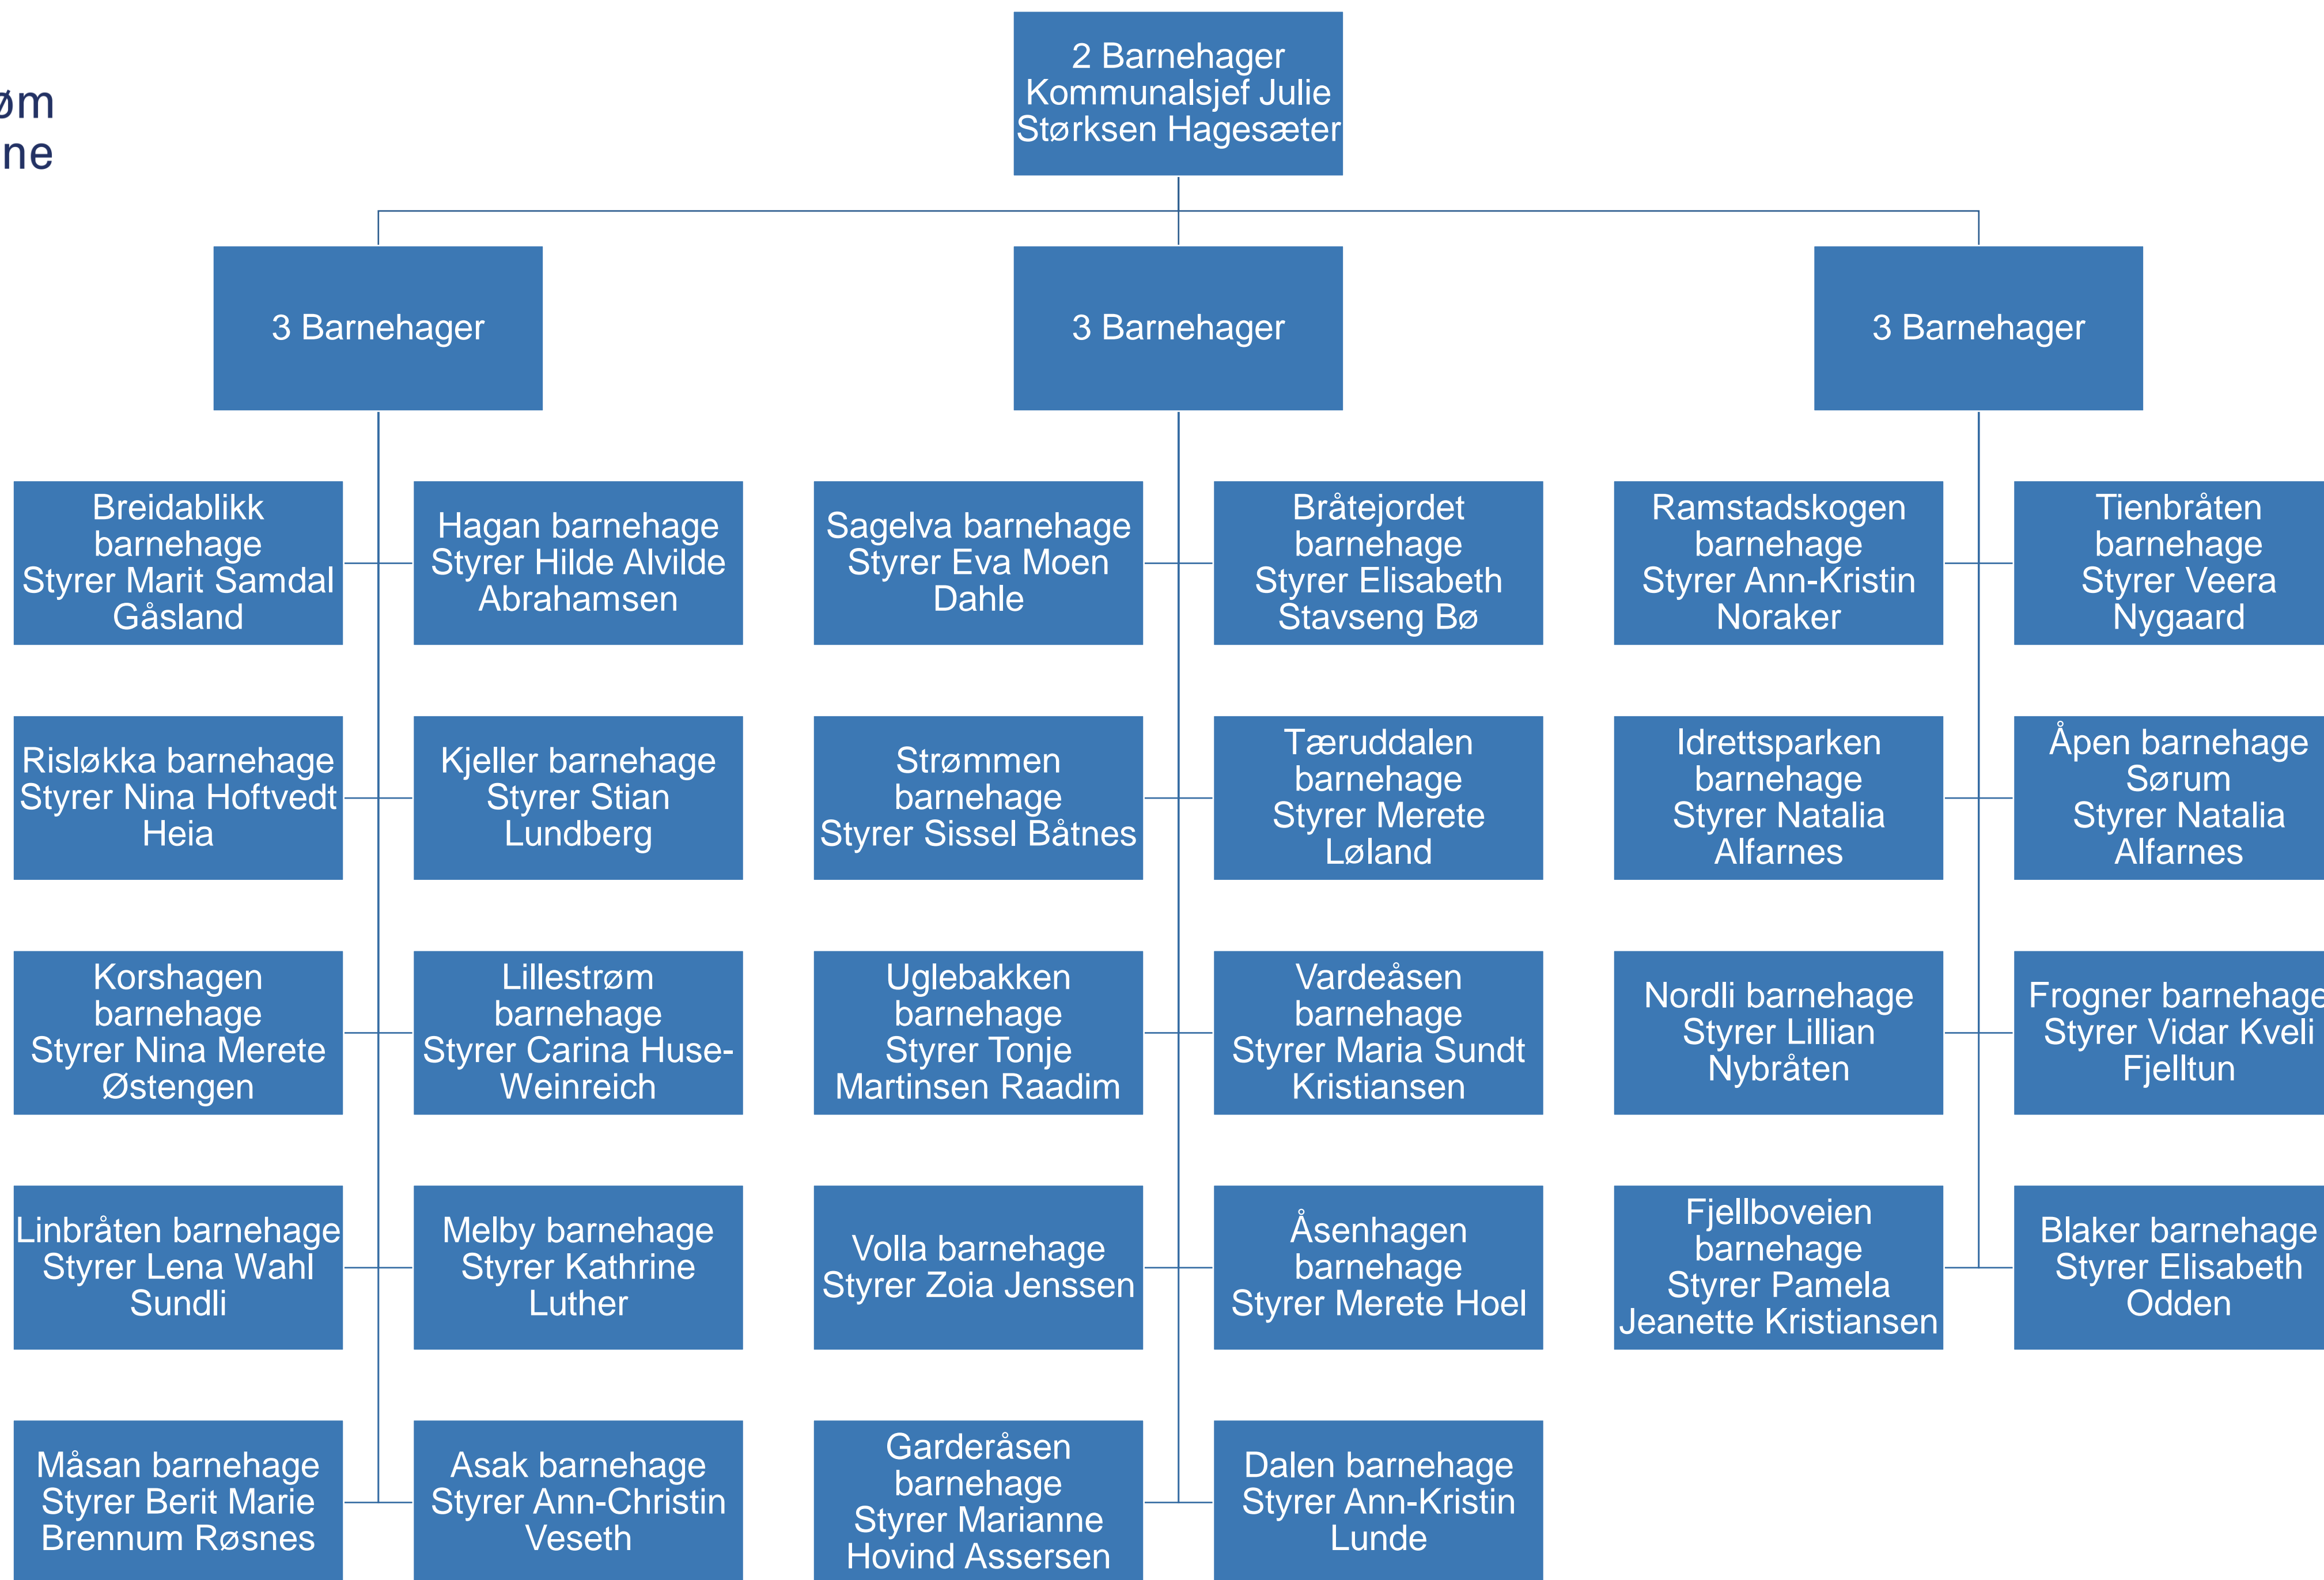 øm
ne
2 Barnehager
Kommunalsjef Julie
Størksen Hagesæter
3 Barnehager
3 Barnehager
3 Barnehager
Breidablikk
barnehage
Styrer Marit Samdal
Gåsland
Hagan barnehage
Styrer Hilde Alvilde
Abrahamsen
Sagelva barnehage
Styrer Eva Moen
Dahle
Bråtejordet
barnehage
Styrer Elisabeth
Stavseng Bø
Ramstadskogen
barnehage
Styrer Ann-Kristin
Noraker
Tienbråten
barnehage
Styrer Veera
Nygaard
Risløkka barnehage
Styrer Nina Hoftvedt
Heia
Kjeller barnehage
Styrer Stian
Lundberg
Strømmen
barnehage
Styrer Sissel Båtnes
Tæruddalen
barnehage
Styrer Merete
Løland
Idrettsparken
barnehage
Styrer Natalia
Alfarnes
Åpen barnehage
Sørum
Styrer Natalia
Alfarnes
Korshagen
barnehage
Styrer Nina Merete
Østengen
Lillestrøm
barnehage
Styrer Carina Huse-
Weinreich
Uglebakken
barnehage
Styrer Tonje
Martinsen Raadim
Vardeåsen
barnehage
Styrer Maria Sundt
Kristiansen
Nordli barnehage
Styrer Lillian
Nybråten
Frogner barnehage
Styrer Vidar Kveli
Fjelltun
Linbråten barnehage
Styrer Lena Wahl
Sundli
Melby barnehage
Styrer Kathrine
Luther
Volla barnehage
Styrer Zoia Jenssen
Åsenhagen
barnehage
Styrer Merete Hoel
Fjellboveien
barnehage
Styrer Pamela
Jeanette Kristiansen
Blaker barnehage
Styrer Elisabeth
Odden
Måsan barnehage
Styrer Berit Marie
Brennum Røsnes
Asak barnehage
Styrer Ann-Christin
Veseth
Garderåsen
barnehage
Styrer Marianne
Hovind Assersen
Dalen barnehage
Styrer Ann-Kristin
Lunde